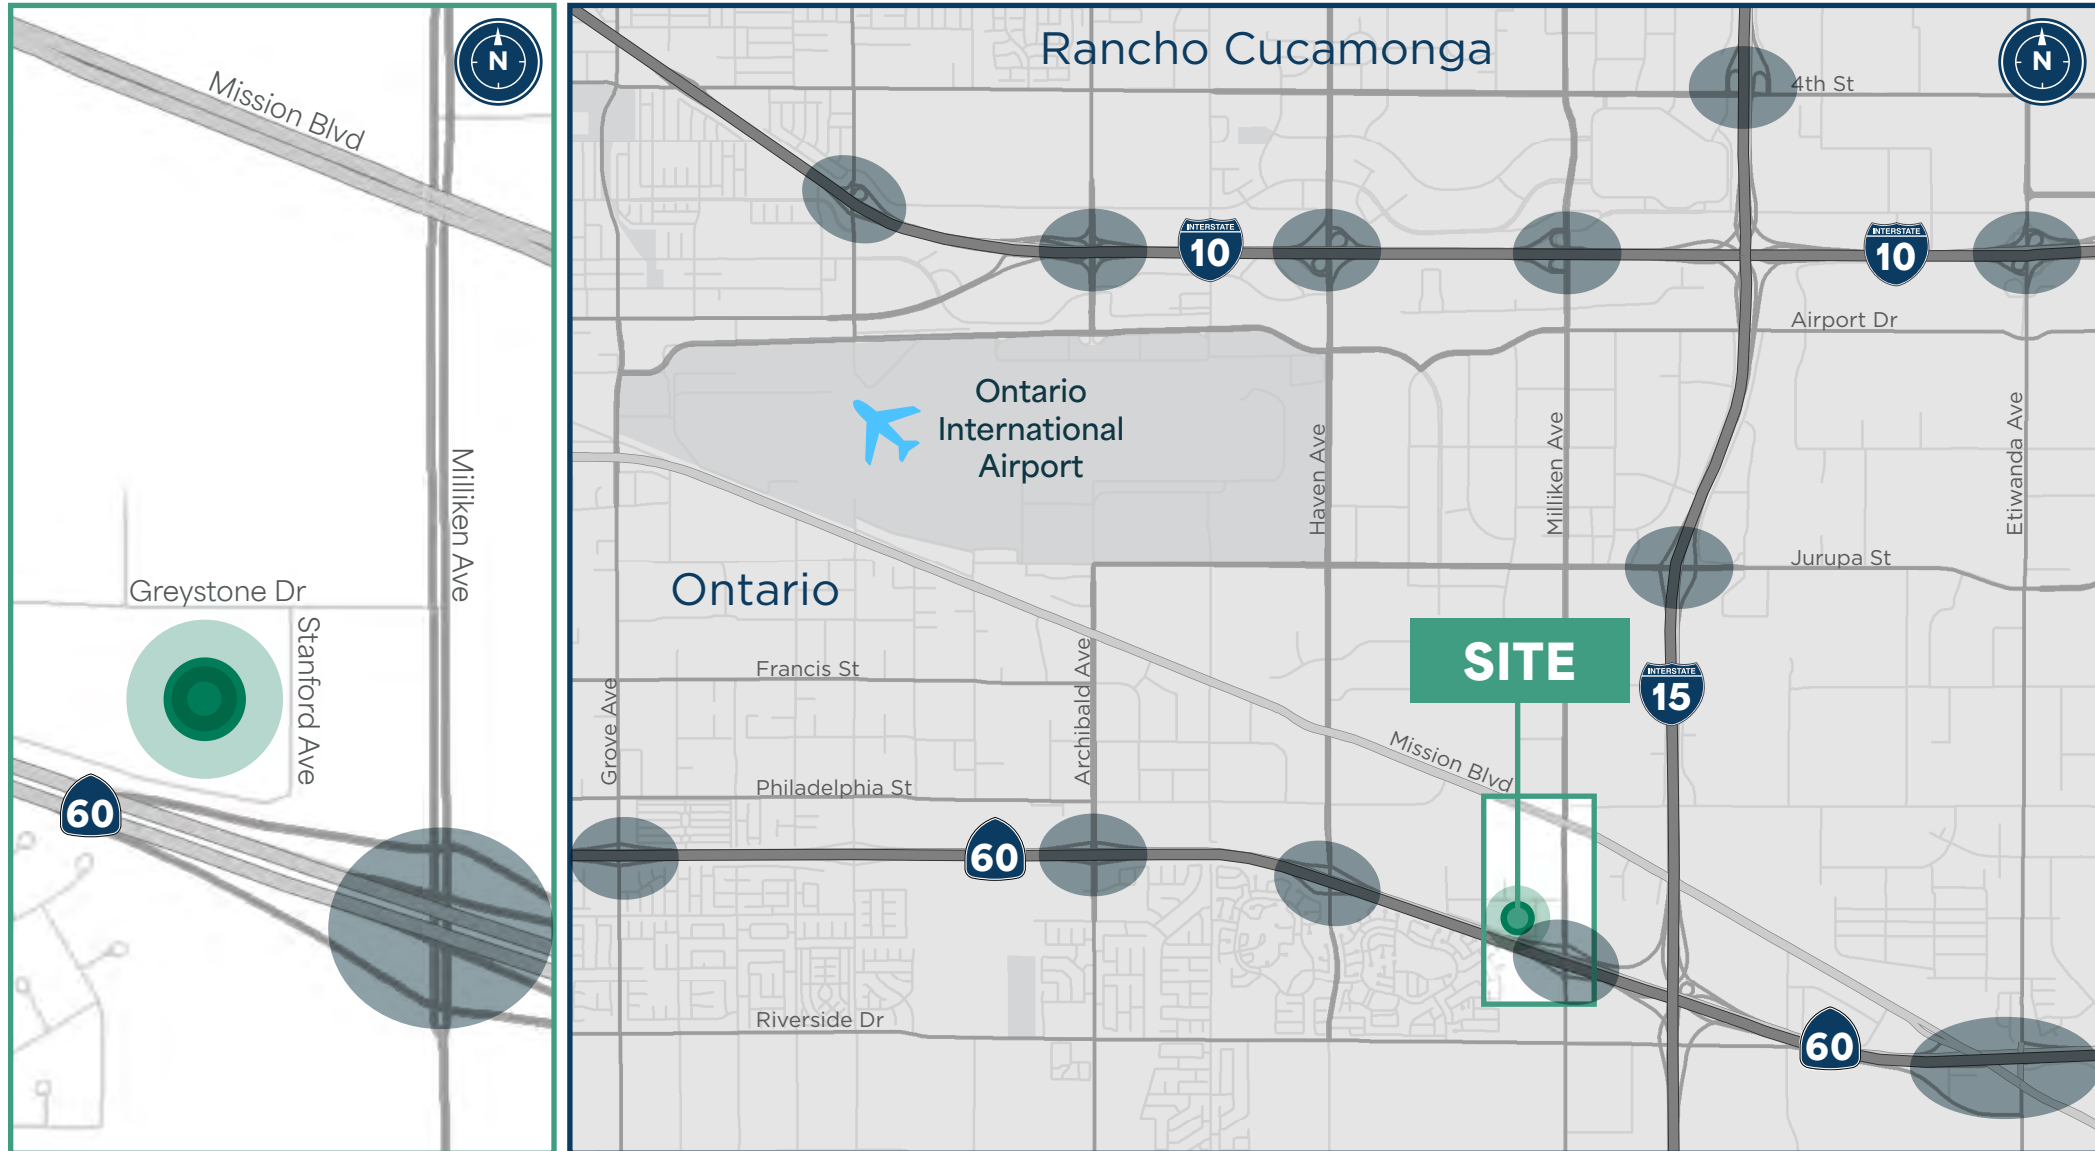 N
Mission Blvd
Milliken Ave
Greystone Dr
Stanford Ave
60
Rancho Cucamonga
N
4th St
INTERSTATE
10
INTERSTATE
10
Airport Dr
Ontario
International
Airport
Haven Ave
Milliken Ave
Etiwanda Ave
Jurupa St
Ontario
SITE
Francis St
Grove Ave
Archibald Ave
INTERSTATE
15
Mission Blvd
Philadelphia St
60
Riverside Dr
60